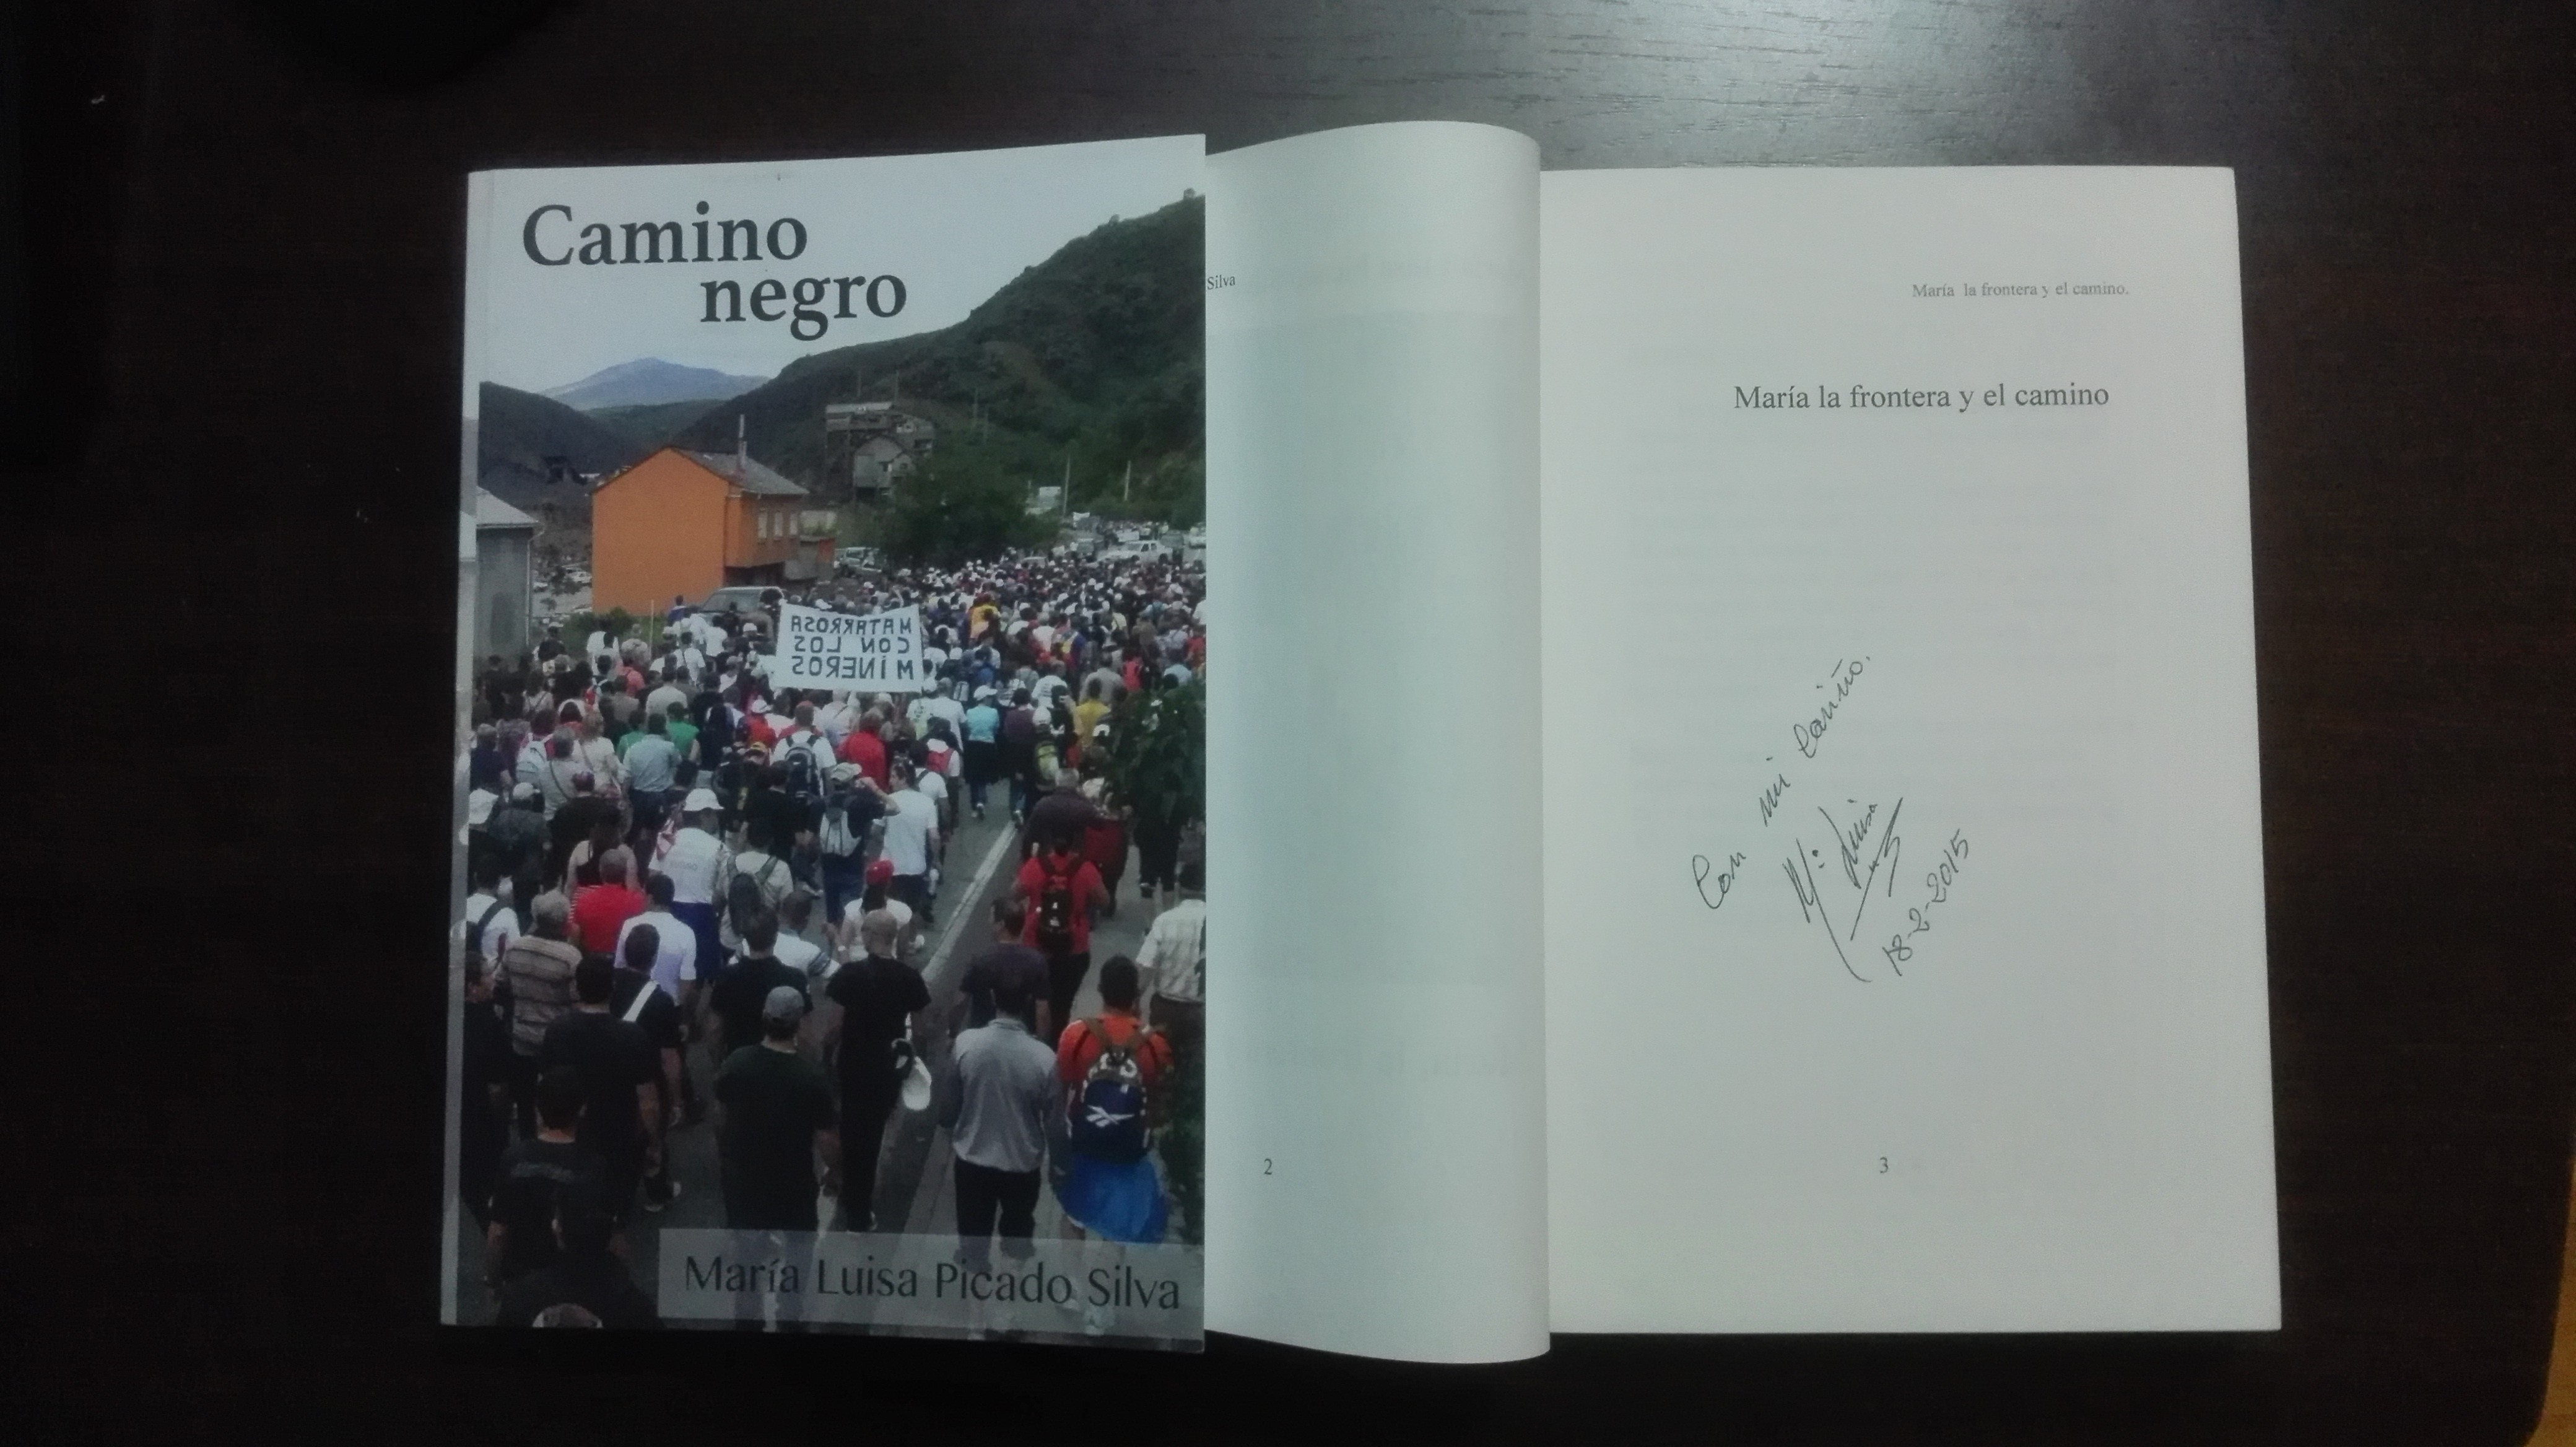 Camino
negro
MATARROSA
CON LOS
MINEROS
María Luisa Picado Silva
Silva
2
María la frontera y el camino.
María la frontera y el camino
Con mi cariño.
Mª Luisa
18-2-2015
3